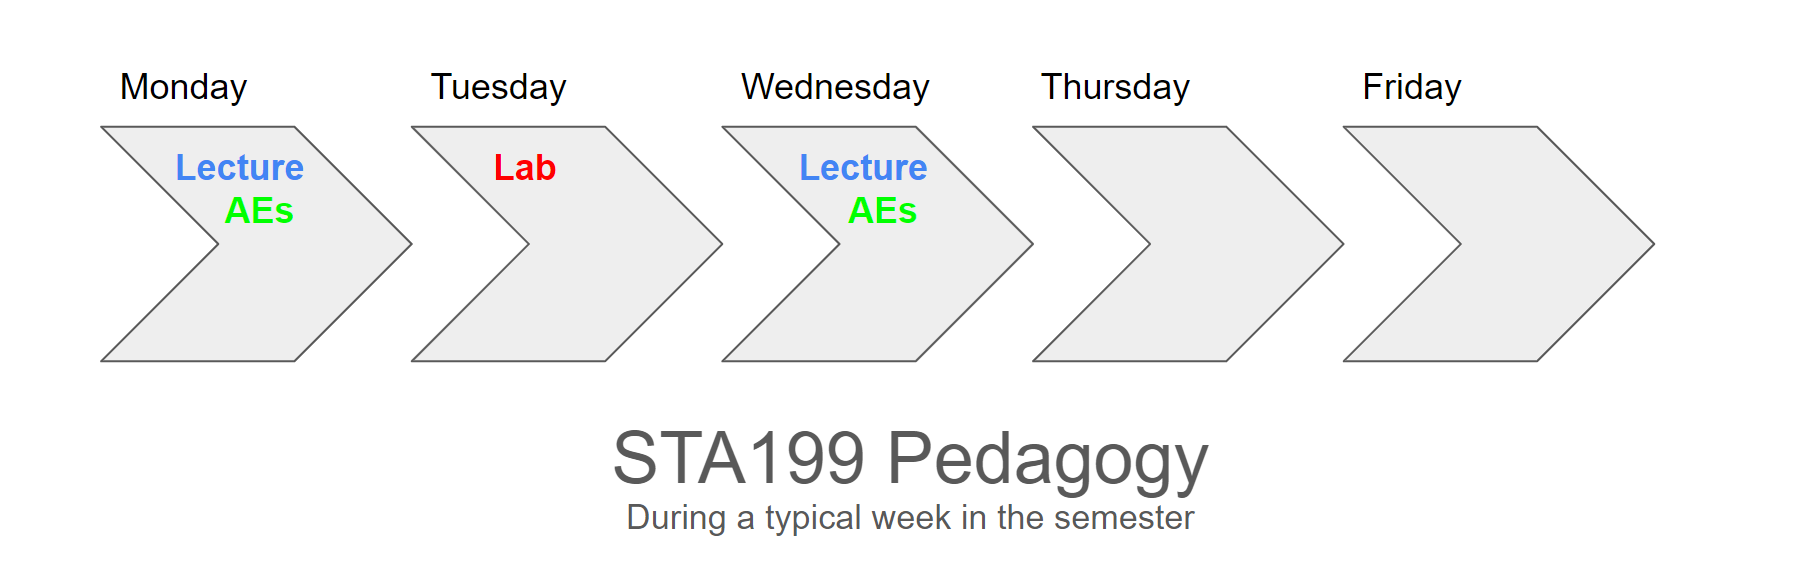 Monday Tuesday Wednesday Thursday Friday
Lecture Lab Lecture
AEs AEs
STA199 Pedagogy
During a typical week in the semester